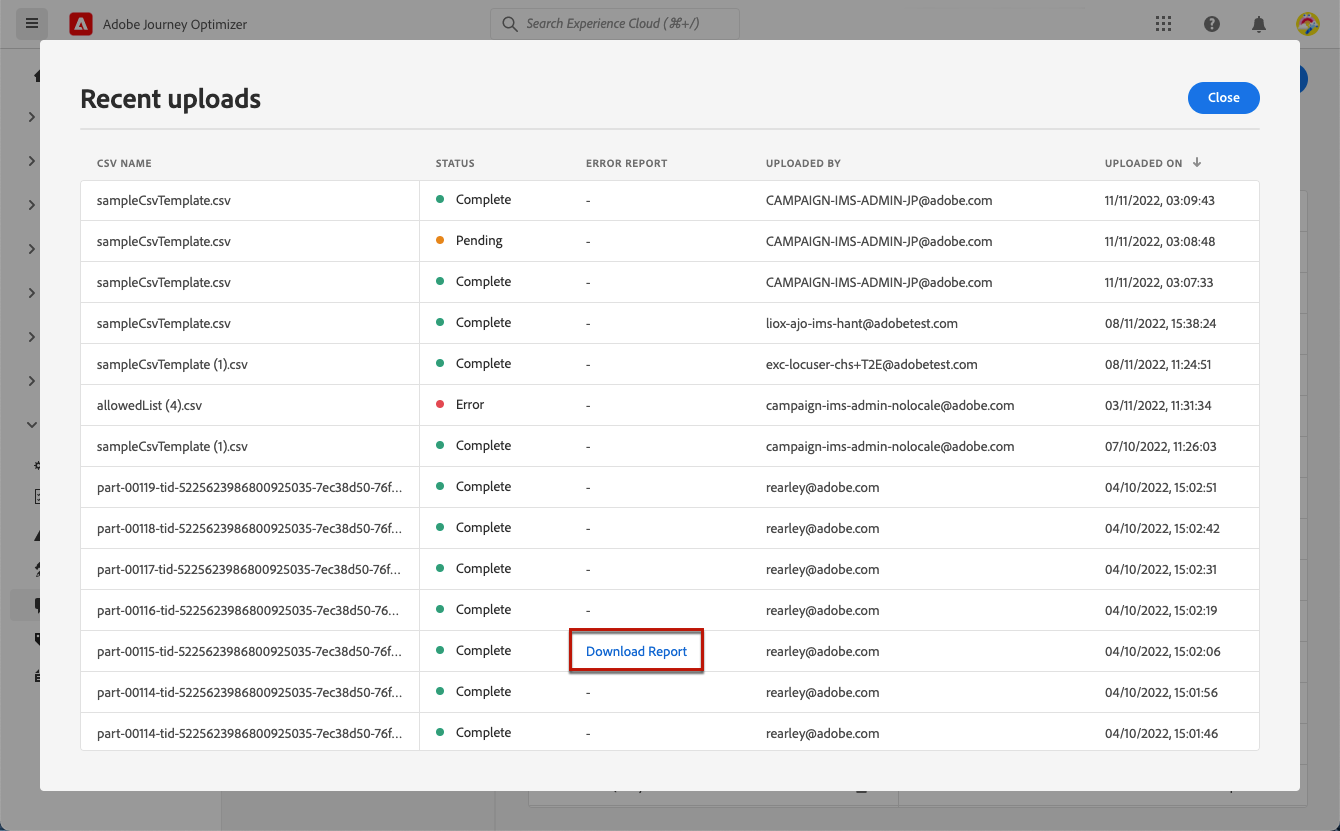 Adobe Journey Optimizer
Search Experience Cloud (⌘+/)
Recent uploads
Close
CSV NAME STATUS ERROR REPORT UPLOADED BY UPLOADED ON ↓
sampleCsvTemplate.csv Complete - CAMPAIGN-IMS-ADMIN-JP@adobe.com 11/11/2022, 03:09:43
sampleCsvTemplate.csv Pending - CAMPAIGN-IMS-ADMIN-JP@adobe.com 11/11/2022, 03:08:48
sampleCsvTemplate.csv Complete - CAMPAIGN-IMS-ADMIN-JP@adobe.com 11/11/2022, 03:07:33
sampleCsvTemplate.csv Complete - liox-ajo-ims-hant@adobetest.com 08/11/2022, 15:38:24
sampleCsvTemplate (1).csv Complete - exc-locuser-chs+T2E@adobetest.com 08/11/2022, 11:24:51
allowedList (4).csv Error - campaign-ims-admin-nolocale@adobe.com 03/11/2022, 11:31:34
sampleCsvTemplate (1).csv Complete - campaign-ims-admin-nolocale@adobe.com 07/10/2022, 11:26:03
part-00119-tid-5225623986800925035-7ec38d50-76f... Complete - rearley@adobe.com 04/10/2022, 15:02:51
part-00118-tid-5225623986800925035-7ec38d50-76f... Complete - rearley@adobe.com 04/10/2022, 15:02:42
part-00117-tid-5225623986800925035-7ec38d50-76f... Complete - rearley@adobe.com 04/10/2022, 15:02:31
part-00116-tid-5225623986800925035-7ec38d50-76... Complete - rearley@adobe.com 04/10/2022, 15:02:19
part-00115-tid-5225623986800925035-7ec38d50-76f... Complete Download Report rearley@adobe.com 04/10/2022, 15:02:06
part-00114-tid-5225623986800925035-7ec38d50-76f... Complete - rearley@adobe.com 04/10/2022, 15:01:56
part-00114-tid-5225623986800925035-7ec38d50-76f... Complete - rearley@adobe.com 04/10/2022, 15:01:46